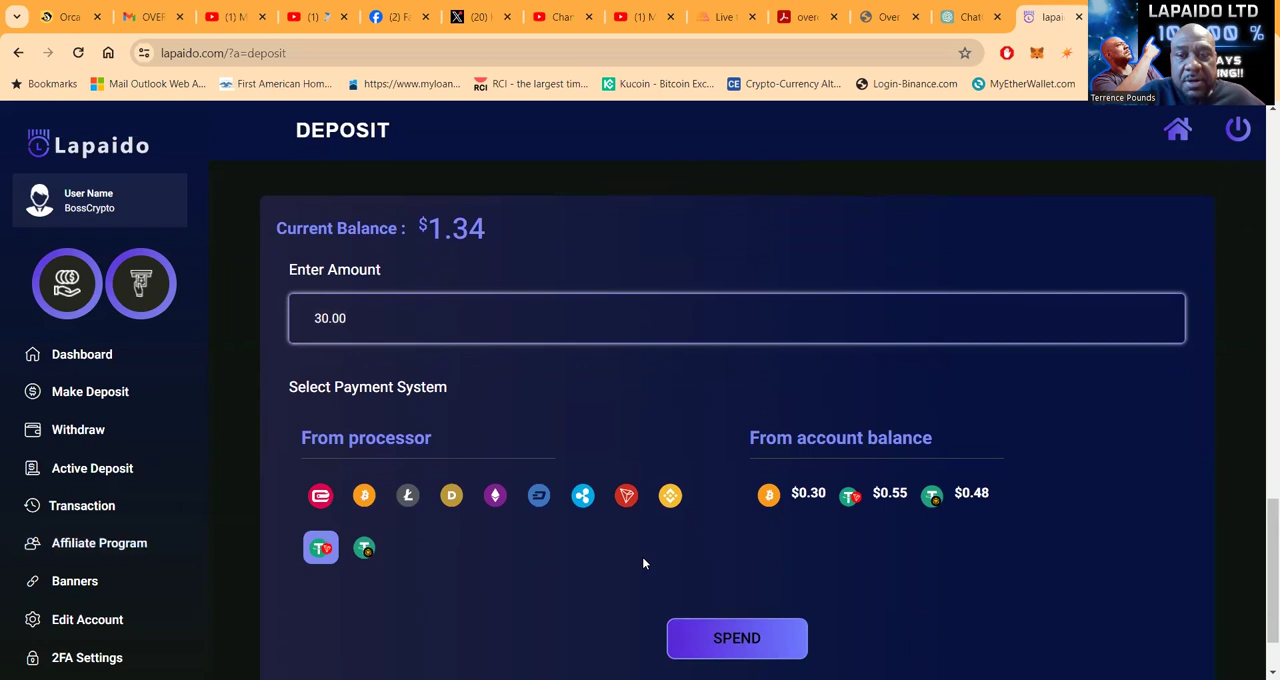 Orca
OVEF
(1) M
(1)
(2) Fa
(20)
Char
(1) M
Live
over
Over
Chat
lapai
lapaido.com/?a=deposit
Bookmarks
Mail Outlook Web A...
First American Hom...
https://www.myloan...
RCI - the largest tim...
Kucoin - Bitcoin Exc...
Crypto-Currency Alt...
Login-Binance.com
MyEtherWallet.com
LAPAIDO LTD
Terrence Pounds
Lapaido
DEPOSIT
User Name
BossCrypto
Current Balance : $1.34
Enter Amount
30.00
Select Payment System
From processor
From account balance
$0.30
$0.55
$0.48
SPEND
Dashboard
Make Deposit
Withdraw
Active Deposit
Transaction
Affiliate Program
Banners
Edit Account
2FA Settings